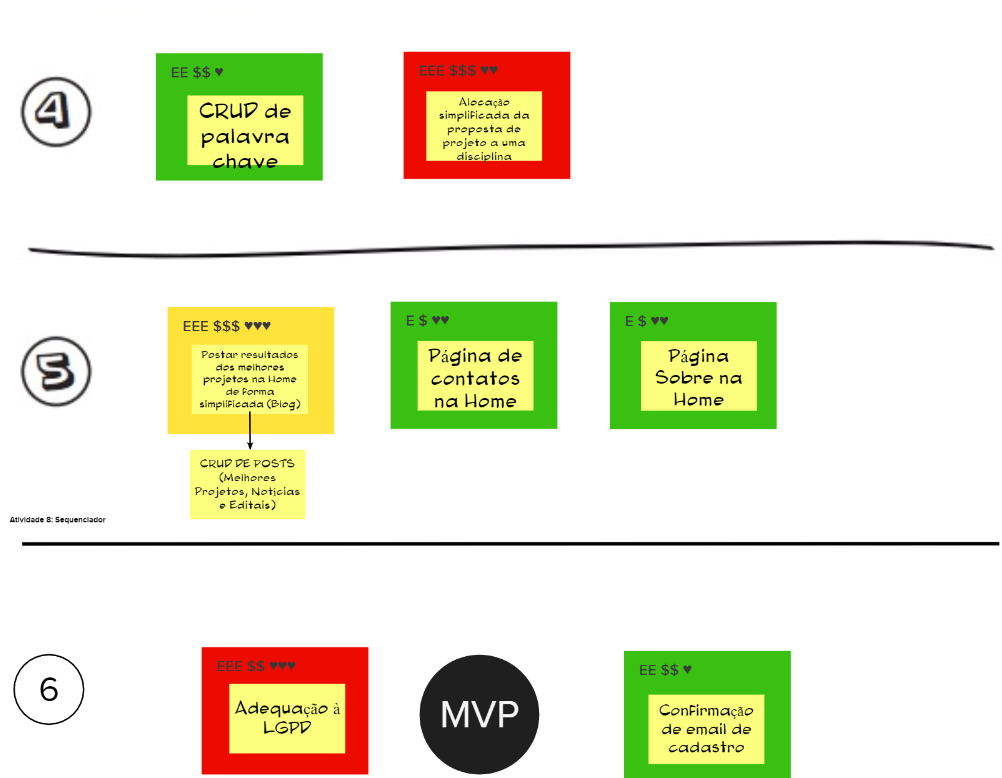 4
EE $$ ♥
CRUD de
palavra
chave
EEE $$$ ♥♥
Alocação
simplificada da
proposta de
projeto a uma
disciplina
5
EEE $$$ ♥♥♥
Postar resultados
dos melhores
projetos na Home
de forma
simplificada (Blog)
CRUD DE POSTS
(Melhores
Projetos, Notícias
e Editais)
E $ ♥♥
Página de
contatos
na Home
E $ ♥♥
Página
Sobre na
Home
Atividade 8: Sequenciador
6
EEE $$ ♥♥♥
Adequação à
LGPD
MVP
EE $$ ♥
Confirmação
de email de
cadastro